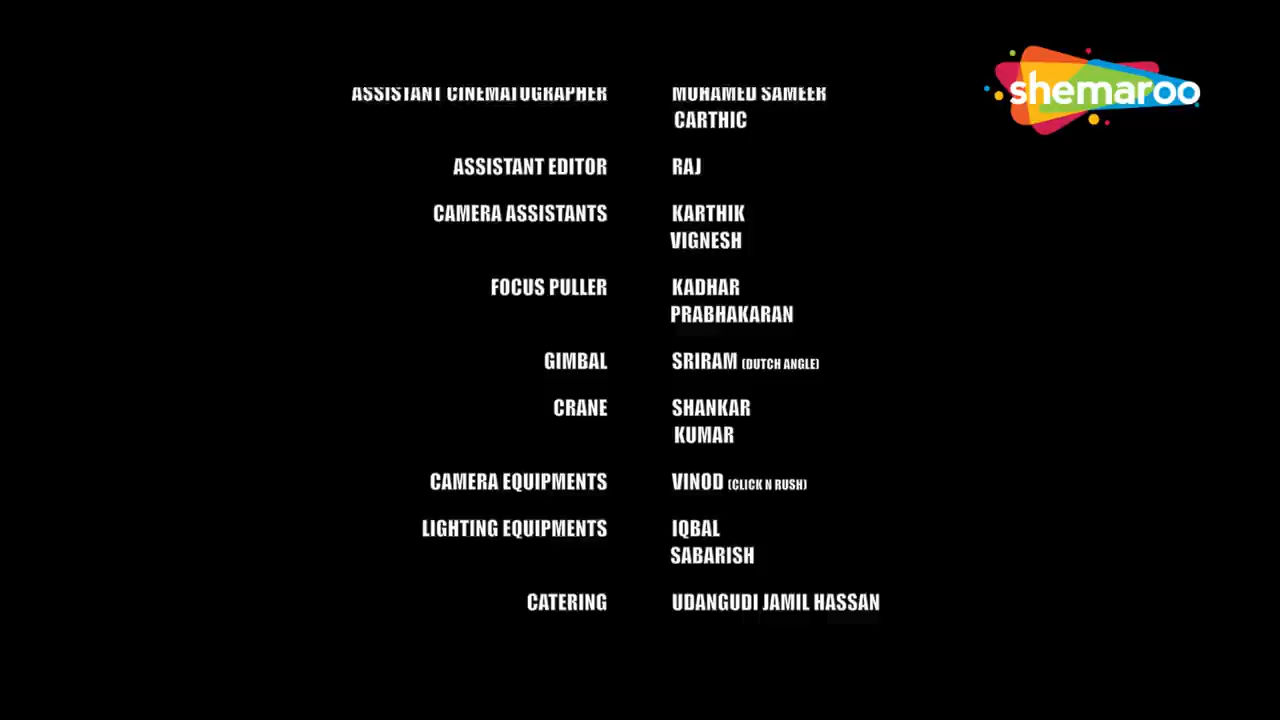 shemaroo
ASSISTANT CINEMATOGRAPHER MOHAMED SAMEER
CARTHIC
ASSISTANT EDITOR RAJ
CAMERA ASSISTANTS KARTHIK
VIGNESH
FOCUS PULLER KADHAR
PRABHAKARAN
GIMBAL SRIRAM (DUTCH ANGLE)
CRANE SHANKAR
KUMAR
CAMERA EQUIPMENTS VINOD (CLICK N RUSH)
LIGHTING EQUIPMENTS IQBAL
SABARISH
CATERING UDANGUDI JAMIL HASSAN